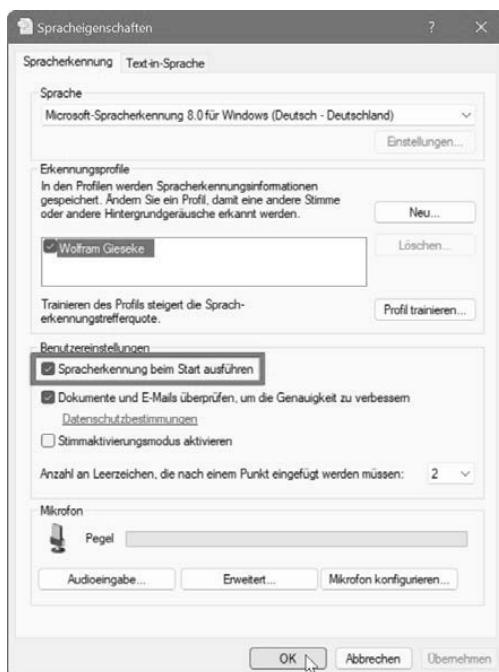 Spracheigenschaften
Spracherkennung Text-in-Sprache
Sprache
Microsoft-Spracherkennung 8.0 für Windows (Deutsch - Deutschland)
Einstellungen...
Erkennungsprofile
In den Profilen werden Spracherkennungsinformationen
gespeichert. Ändern Sie ein Profil, damit eine andere Stimme
oder andere Hintergrundgeräusche erkannt werden.
Neu...
Wolfram Gieseke
Löschen...
Trainieren des Profils steigert die Sprach-
erkennungstrefferquote.
Profil trainieren...
Benutzereinstellungen
Spracherkennung beim Start ausführen
Dokumente und E-Mails überprüfen, um die Genauigkeit zu verbessern
Datenschutzbestimmungen
Stimmaktivierungsmodus aktivieren
Anzahl an Leerzeichen, die nach einem Punkt eingefügt werden müssen: 2
Mikrofon
Pegel
Audioeingabe... Erweitert... Mikrofon konfigurieren...
OK Abbrechen Übernehmen